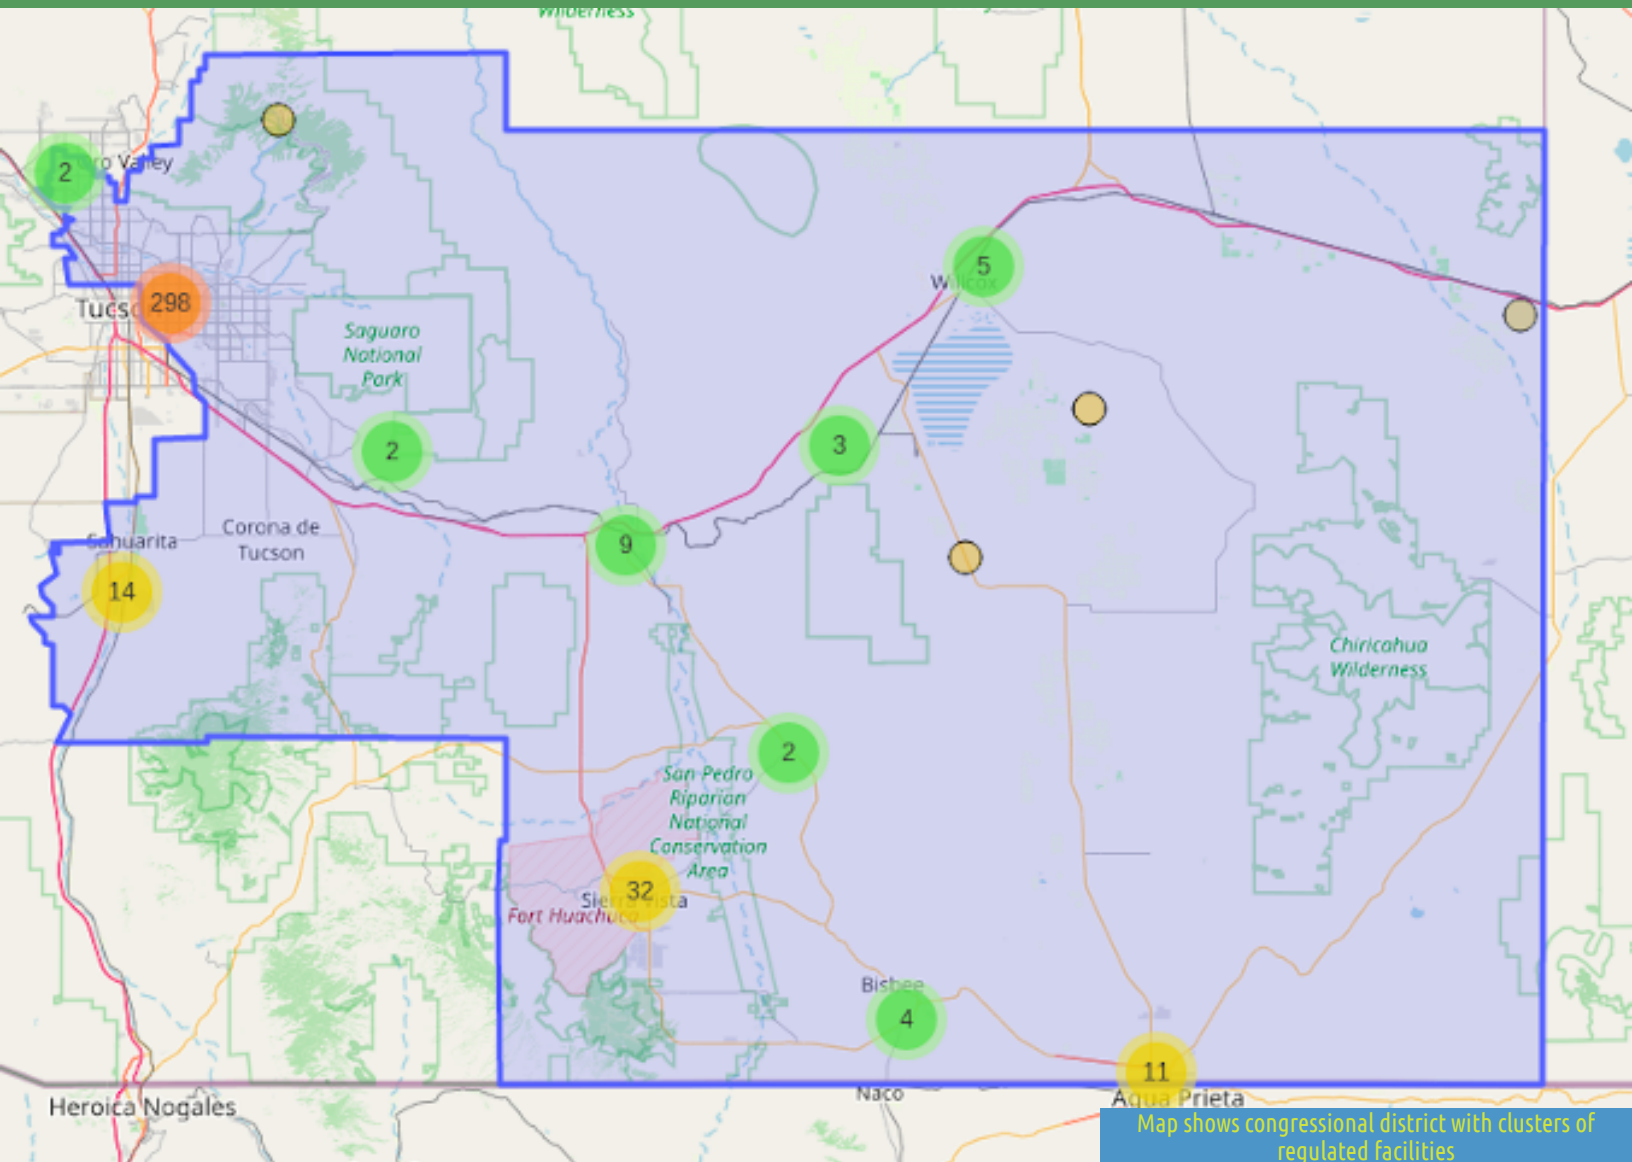 Wilderness
Oro Valley
2
298
Tucs
Saguaro
National
Park
5
Willcox
2
3
Corona de
Tucson
Sahuarita
9
14
Chiricahua
Wilderness
2
San Pedro
Riparian
National
Conservation
Area
32
Sierra Vista
Fort Huachuca
Bisbee
4
11
Naco
Agua Prieta
Heroica Nogales
Map shows congressional district with clusters of
regulated facilities